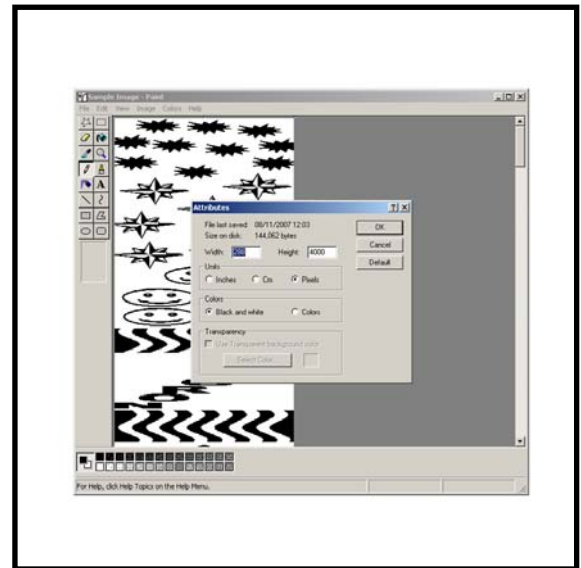 Sample Image - Paint
File Edit View Image Colors Help
A
Attributes
File last saved: 08/11/2007 12:03
Size on disk: 144,062 bytes
OK
Width: Height: 4000
Cancel
Default
Units
Inches Cm Pixels
Colors
Black and white Colors
Transparency
Use Transparent background color
Select Color...
For Help, click Help Topics on the Help Menu.